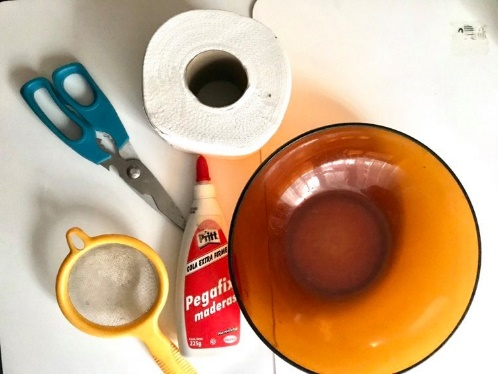 Pritt
COLA EXTRA FUERTE
Pegafix
maderas
225g